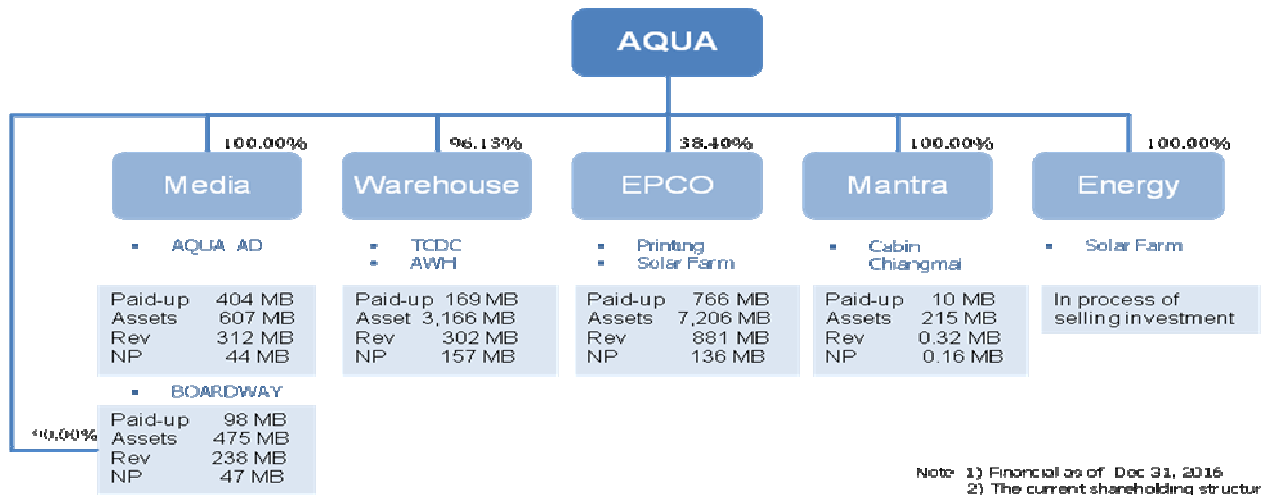 AQUA
100.00%
96.13%
38.40%
100.00%
100.00%
Media
Warehouse
EPCO
Mantra
Energy
▪ AQUA AD
▪ TCDC
▪ AWH
▪ Printing
▪ Solar Farm
▪ Cabin
Chiangmai
▪ Solar Farm
Paid-up 404 MB
Assets 607 MB
Rev 312 MB
NP 44 MB
Paid-up 169 MB
Asset 3,166 MB
Rev 302 MB
NP 157 MB
Paid-up 766 MB
Assets 7,206 MB
Rev 881 MB
NP 136 MB
Paid-up 10 MB
Assets 215 MB
Rev 0.32 MB
NP 0.16 MB
In process of
selling investment
▪ BOARDWAY
Paid-up 98 MB
Assets 475 MB
Rev 238 MB
NP 47 MB
Note 1) Financial as of Dec 31, 2016
2) The current shareholding structur